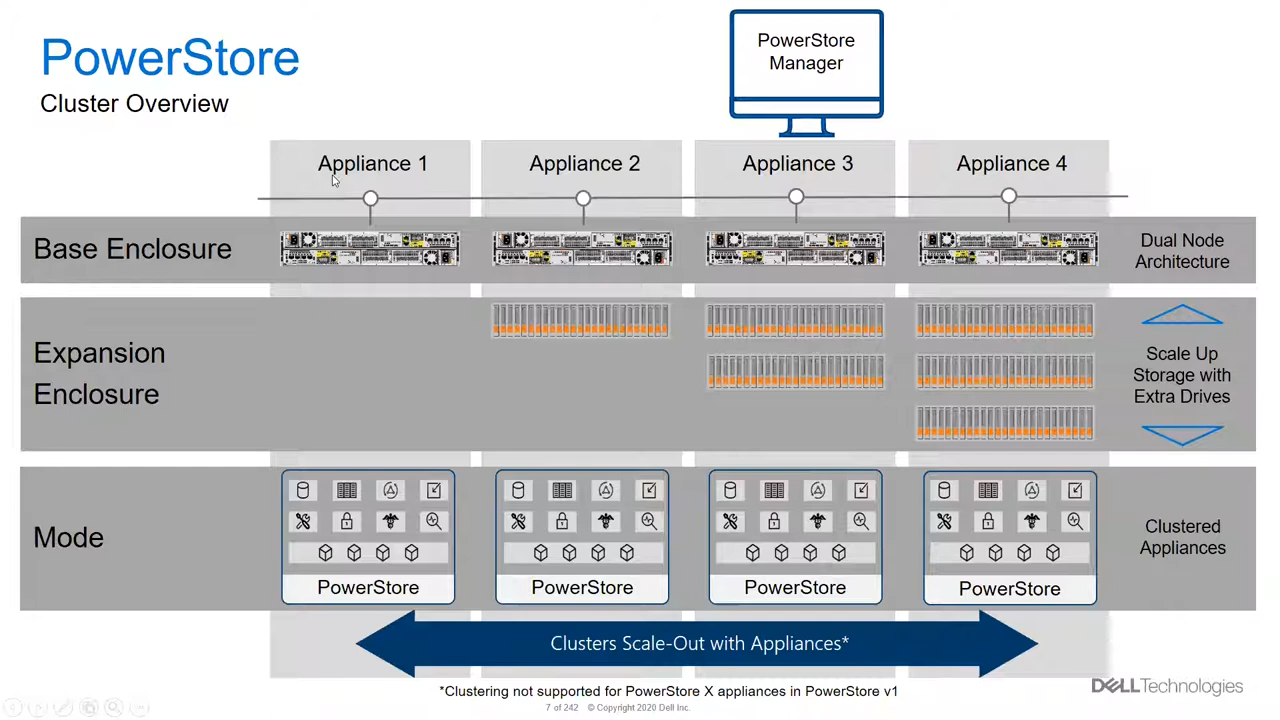 PowerStore
Cluster Overview
PowerStore
Manager
Appliance 1
Appliance 2
Appliance 3
Appliance 4
Base Enclosure
Dual Node
Architecture
Expansion
Enclosure
Scale Up
Storage with
Extra Drives
Mode
PowerStore
PowerStore
PowerStore
PowerStore
Clustered
Appliances
Clusters Scale-Out with Appliances*
*Clustering not supported for PowerStore X appliances in PowerStore v1
7 of 242 © Copyright 2020 Dell Inc.
DELL Technologies